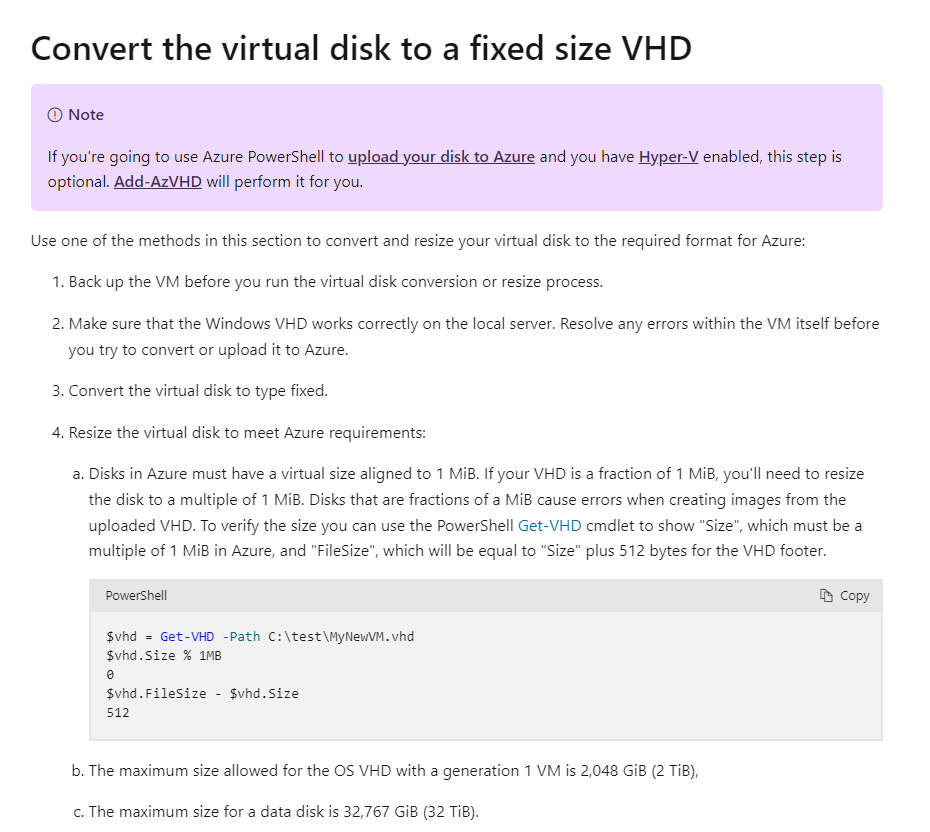 Convert the virtual disk to a fixed size VHD
Note
If you're going to use Azure PowerShell to upload your disk to Azure and you have Hyper-V enabled, this step is
optional. Add-AzVHD will perform it for you.
Use one of the methods in this section to convert and resize your virtual disk to the required format for Azure:
1. Back up the VM before you run the virtual disk conversion or resize process.
2. Make sure that the Windows VHD works correctly on the local server. Resolve any errors within the VM itself before
you try to convert or upload it to Azure.
3. Convert the virtual disk to type fixed.
4. Resize the virtual disk to meet Azure requirements:
a. Disks in Azure must have a virtual size aligned to 1 MiB. If your VHD is a fraction of 1 MiB, you'll need to resize
the disk to a multiple of 1 MiB. Disks that are fractions of a MiB cause errors when creating images from the
uploaded VHD. To verify the size you can use the PowerShell Get-VHD cmdlet to show "Size", which must be a
multiple of 1 MiB in Azure, and "FileSize", which will be equal to "Size" plus 512 bytes for the VHD footer.
PowerShell
Copy
$vhd = Get-VHD -Path C:\test\MyNewVM.vhd
$vhd.Size % 1MB
0
$vhd.FileSize - $vhd.Size
512
b. The maximum size allowed for the OS VHD with a generation 1 VM is 2,048 GiB (2 TiB),
c. The maximum size for a data disk is 32,767 GiB (32 TiB).